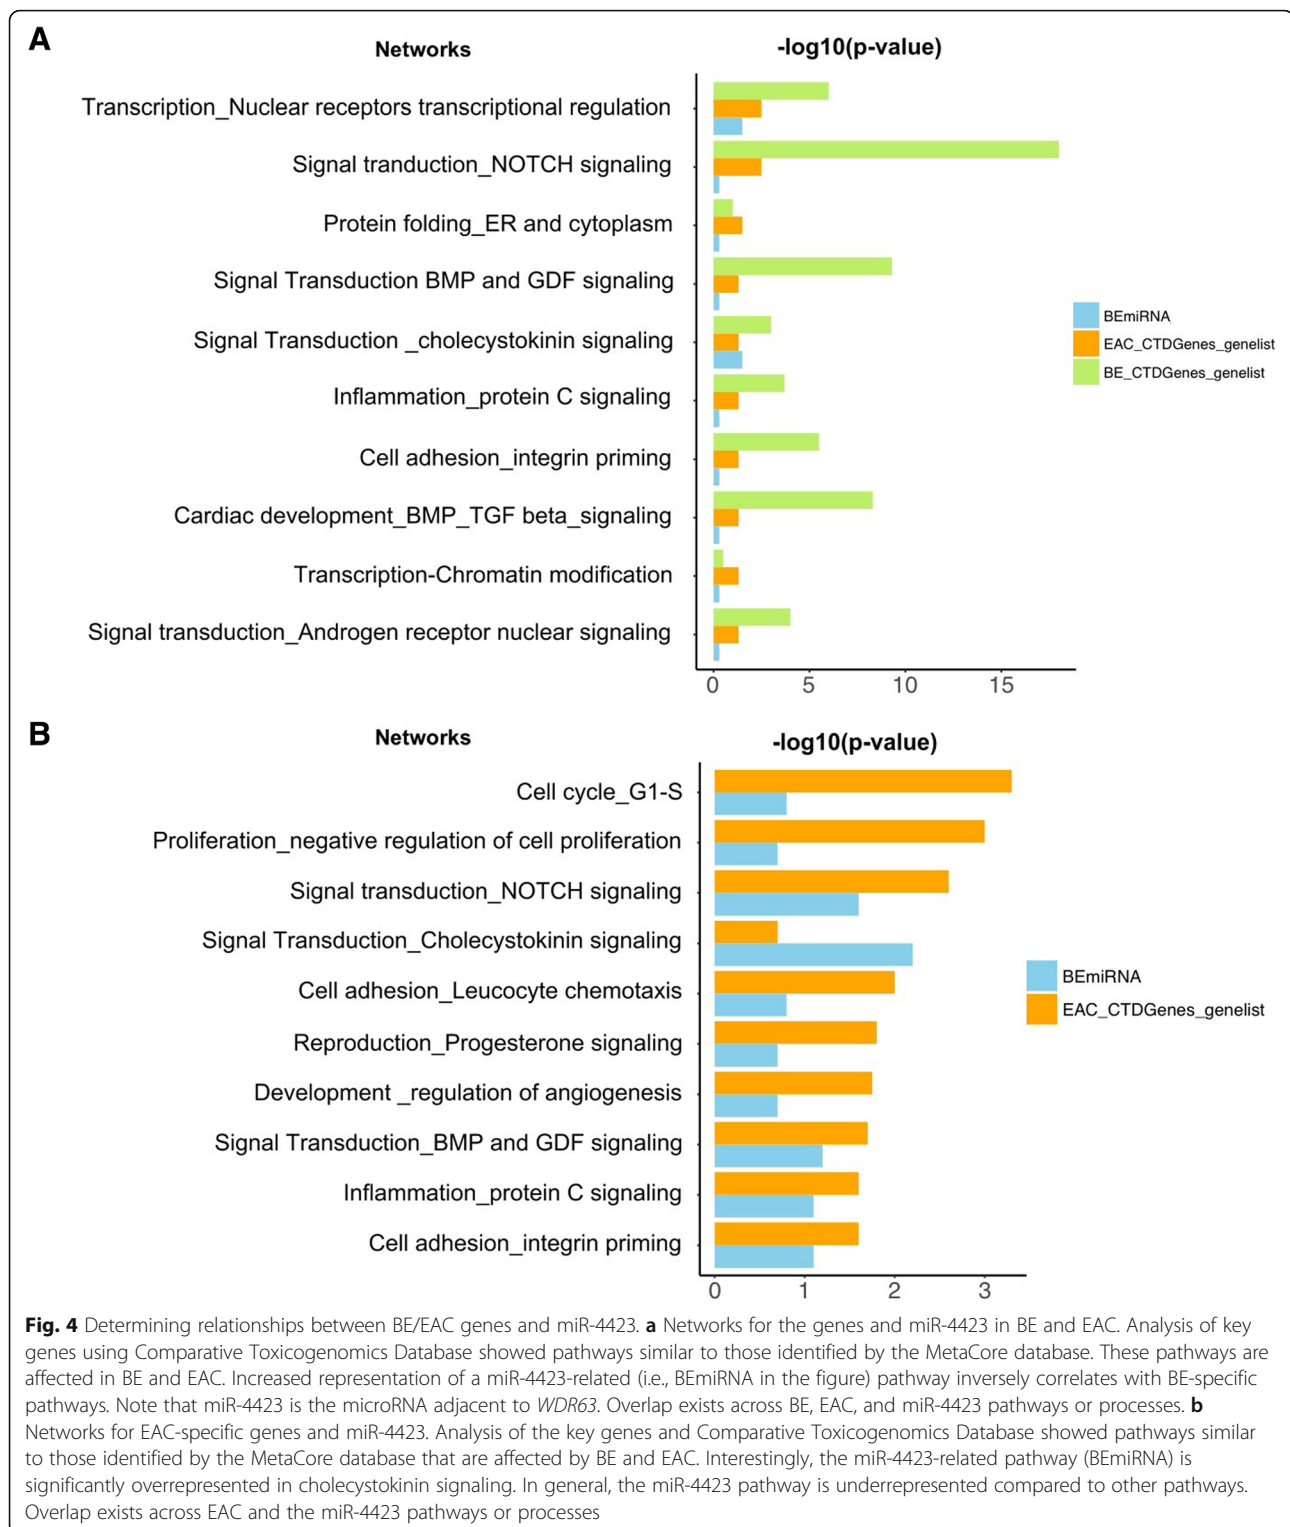 A
Networks
-log10(p-value)
Transcription_Nuclear receptors transcriptional regulation
Signal tranduction_NOTCH signaling
Protein folding_ER and cytoplasm
Signal Transduction BMP and GDF signaling
Signal Transduction _cholecystokinin signaling
Inflammation_protein C signaling
Cell adhesion_integrin priming
Cardiac development_BMP_TGF beta_signaling
Transcription-Chromatin modification
Signal transduction_Androgen receptor nuclear signaling
0 5 10 15
BEmiRNA
EAC_CTDGenes_genelist
BE_CTDGenes_genelist
B
Networks
-log10(p-value)
Cell cycle_G1-S
Proliferation_negative regulation of cell proliferation
Signal transduction_NOTCH signaling
Signal Transduction_Cholecystokinin signaling
Cell adhesion_Leucocyte chemotaxis
Reproduction_Progesterone signaling
Development _regulation of angiogenesis
Signal Transduction_BMP and GDF signaling
Inflammation_protein C signaling
Cell adhesion_integrin priming
0 1 2 3
BEmiRNA
EAC_CTDGenes_genelist
Fig. 4 Determining relationships between BE/EAC genes and miR-4423. a Networks for the genes and miR-4423 in BE and EAC. Analysis of key
genes using Comparative Toxicogenomics Database showed pathways similar to those identified by the MetaCore database. These pathways are
affected in BE and EAC. Increased representation of a miR-4423-related (i.e., BEmiRNA in the figure) pathway inversely correlates with BE-specific
pathways. Note that miR-4423 is the microRNA adjacent to WDR63. Overlap exists across BE, EAC, and miR-4423 pathways or processes. b
Networks for EAC-specific genes and miR-4423. Analysis of the key genes and Comparative Toxicogenomics Database showed pathways similar
to those identified by the MetaCore database that are affected by BE and EAC. Interestingly, the miR-4423-related pathway (BEmiRNA) is
significantly overrepresented in cholecystokinin signaling. In general, the miR-4423 pathway is underrepresented compared to other pathways.
Overlap exists across EAC and the miR-4423 pathways or processes